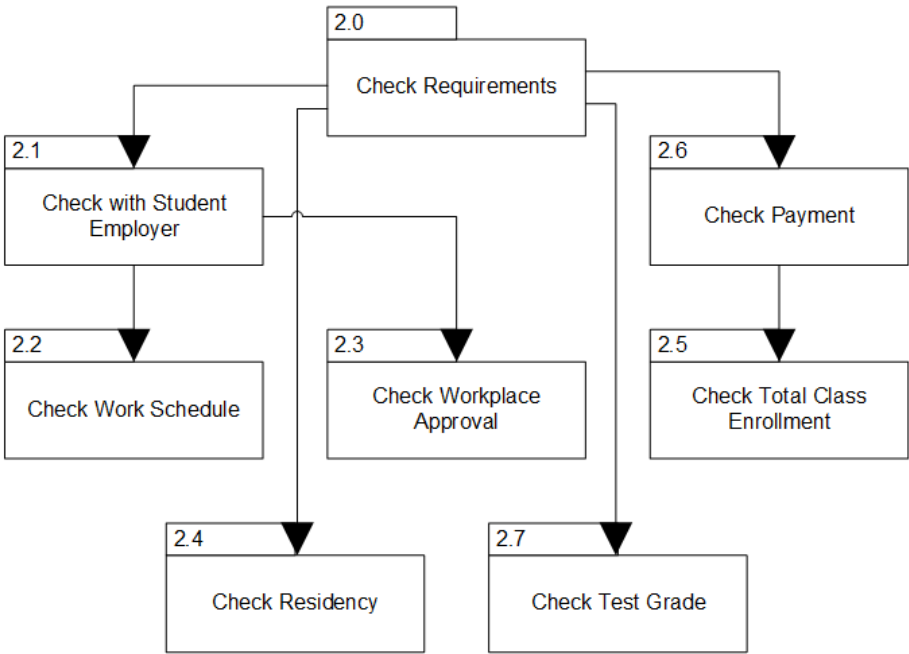 2.0
Check Requirements
2.1
Check with Student
Employer
2.6
Check Payment
2.2
Check Work Schedule
2.3
Check Workplace
Approval
2.5
Check Total Class
Enrollment
2.4
Check Residency
2.7
Check Test Grade